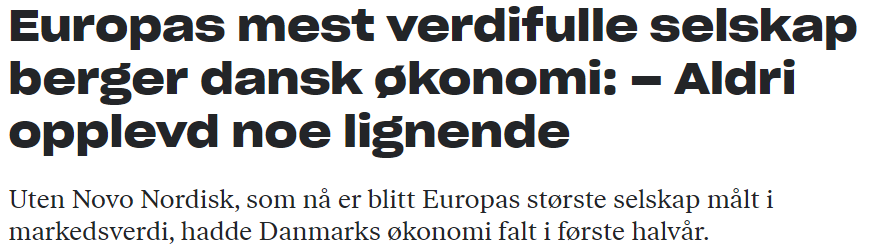 Europas mest verdifulle selskap
berger dansk økonomi: – Aldri
opplevd noe lignende
Uten Novo Nordisk, som nå er blitt Europas største selskap målt i
markedsverdi, hadde Danmarks økonomi falt i første halvår.